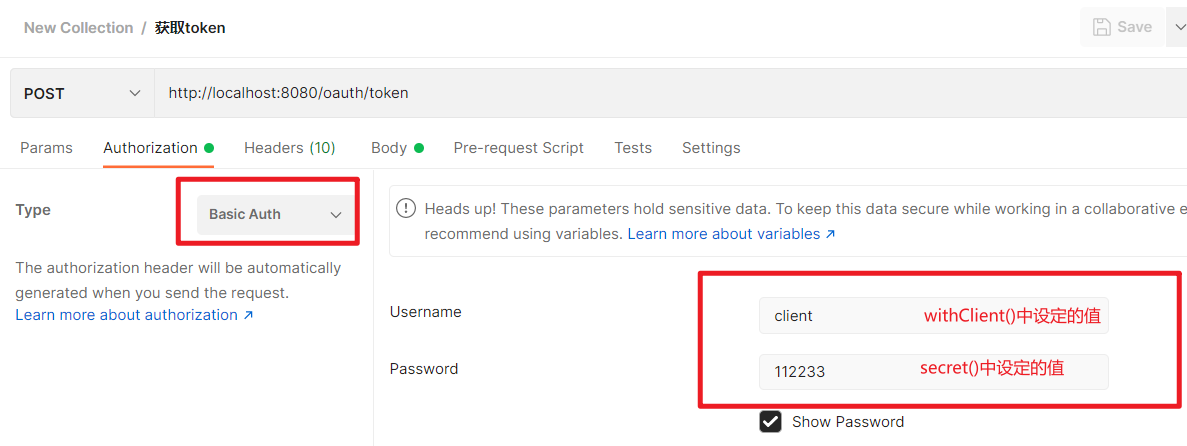 New Collection / 获取token
Save
POST
http://localhost:8080/oauth/token
Params Authorization Headers (10) Body Pre-request Script Tests Settings
Type
Basic Auth
The authorization header will be automatically
generated when you send the request.
Learn more about authorization ↗
Heads up! These parameters hold sensitive data. To keep this data secure while working in a collaborative e
recommend using variables. Learn more about variables ↗
Username
client
withClient()中设定的值
Password
112233
secret()中设定的值
Show Password